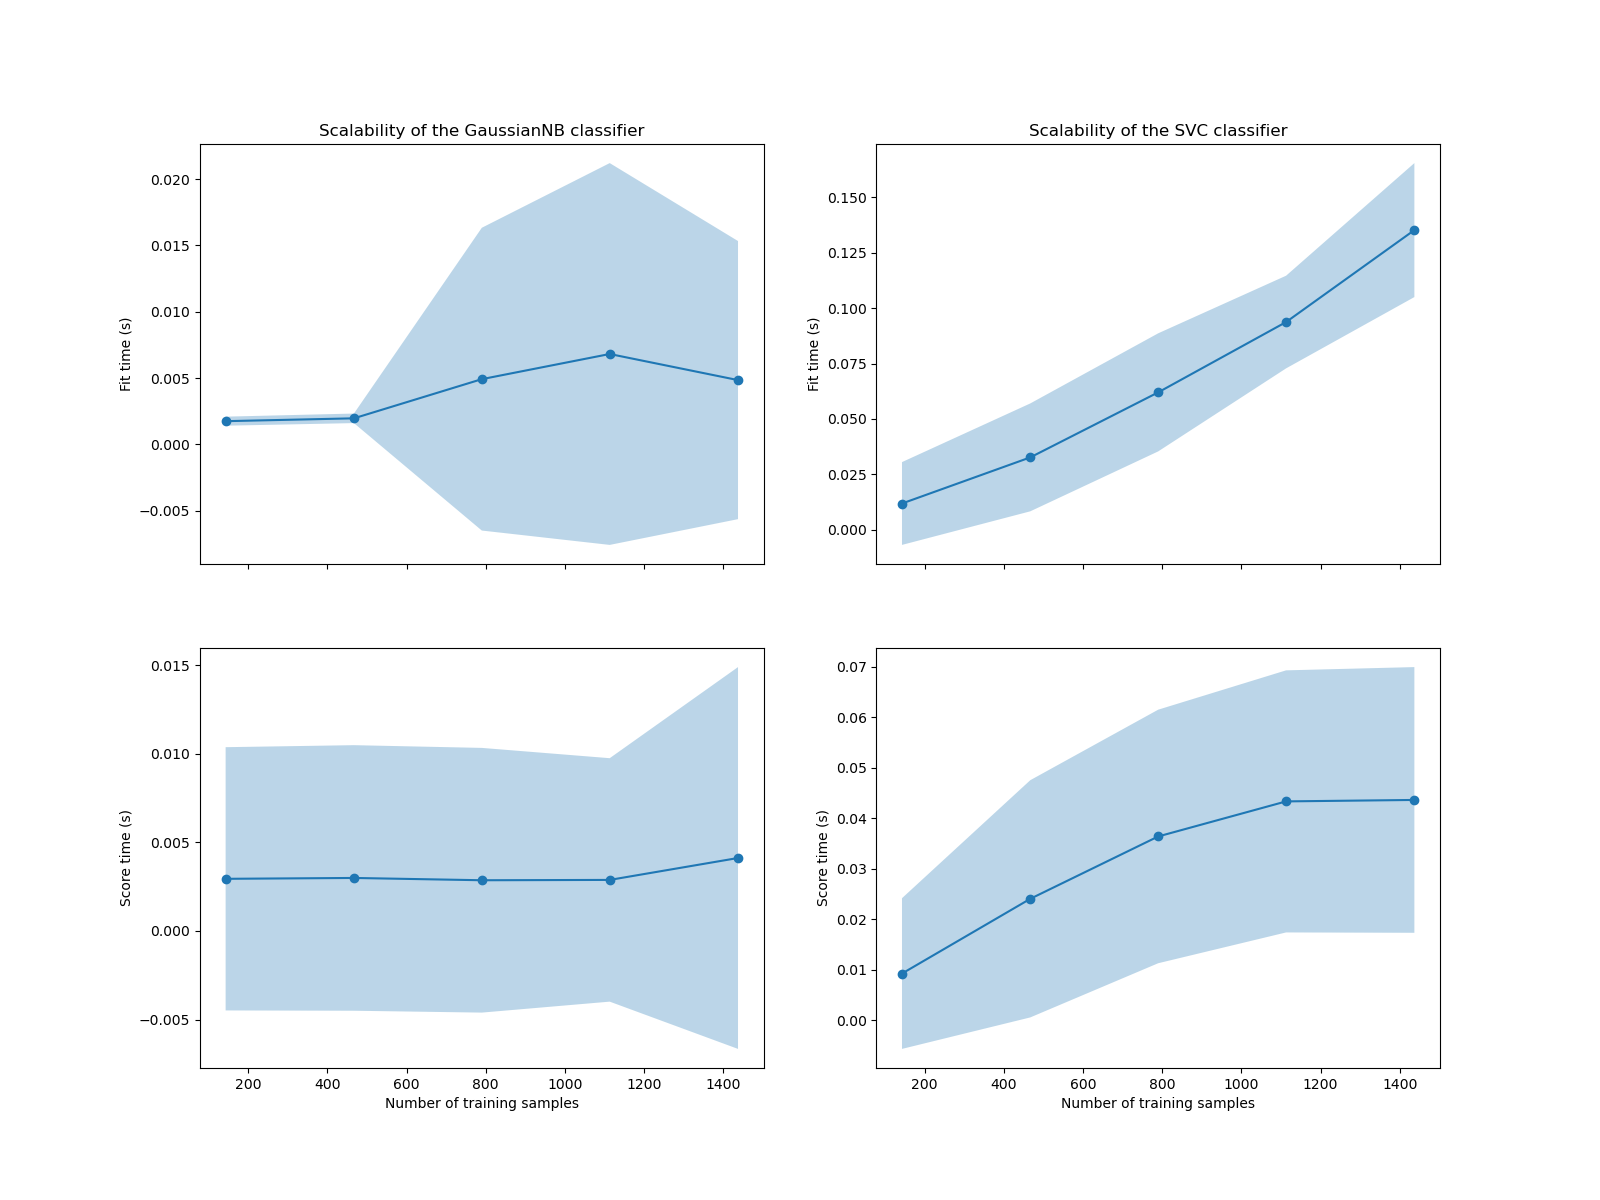 Scalability of the GaussianNB classifier
0.020
0.015
0.010
0.005
0.000
−0.005
Fit time (s)
Scalability of the SVC classifier
0.150
0.125
0.100
0.075
0.050
0.025
0.000
Fit time (s)
0.015
0.010
0.005
0.000
−0.005
Score time (s)
200 400 600 800 1000 1200 1400
Number of training samples
0.07
0.06
0.05
0.04
0.03
0.02
0.01
0.00
Score time (s)
200 400 600 800 1000 1200 1400
Number of training samples